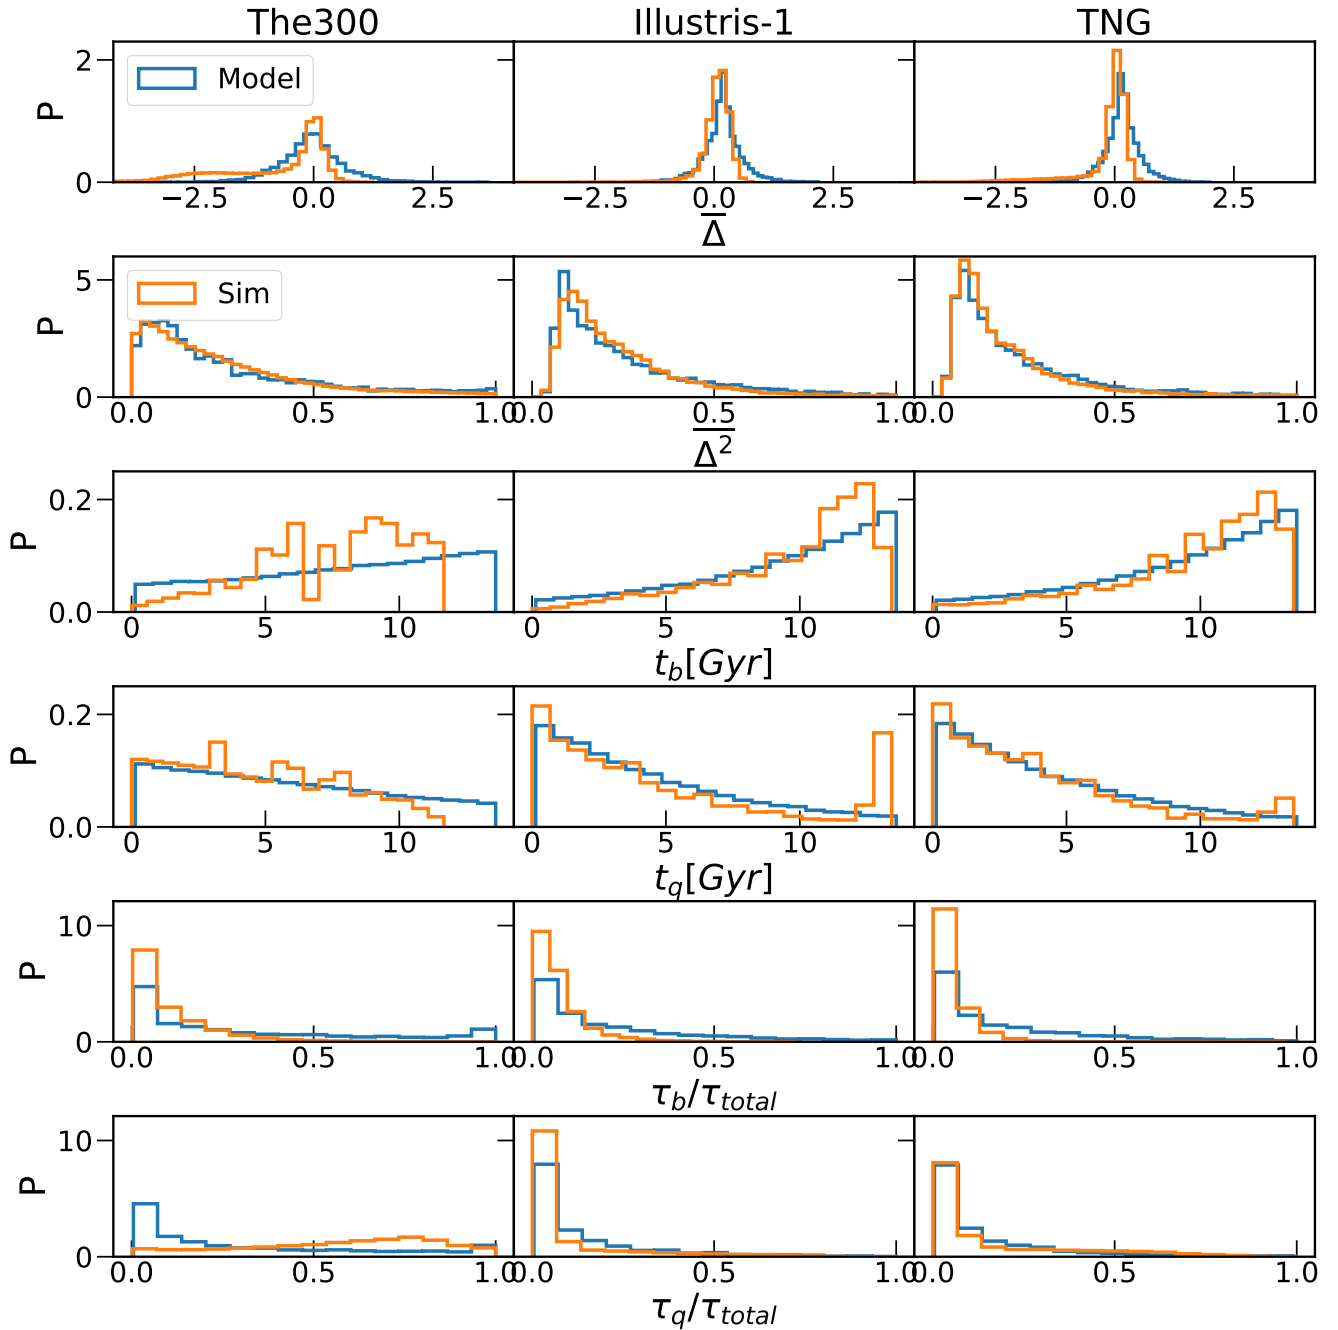 The300 Illustris-1 TNG
P 2 0 Model
−2.5 0.0 2.5 −2.5 0.0 2.5 −2.5 0.0 2.5
Δ̅
P 5 0 Sim
0.0 0.5 1.0 0.0 0.5 1.0 0.0 0.5 1.0
Δ²̅
P 0.2 0.0
0 5 10 0 5 10 0 5 10
t_b[Gyr]
P 0.2 0.0
0 5 10 0 5 10 0 5 10
t_q[Gyr]
P 10 0
0.0 0.5 1.0 0.0 0.5 1.0 0.0 0.5 1.0
τ_b/τ_total
P 10 0
0.0 0.5 1.0 0.0 0.5 1.0 0.0 0.5 1.0
τ_q/τ_total